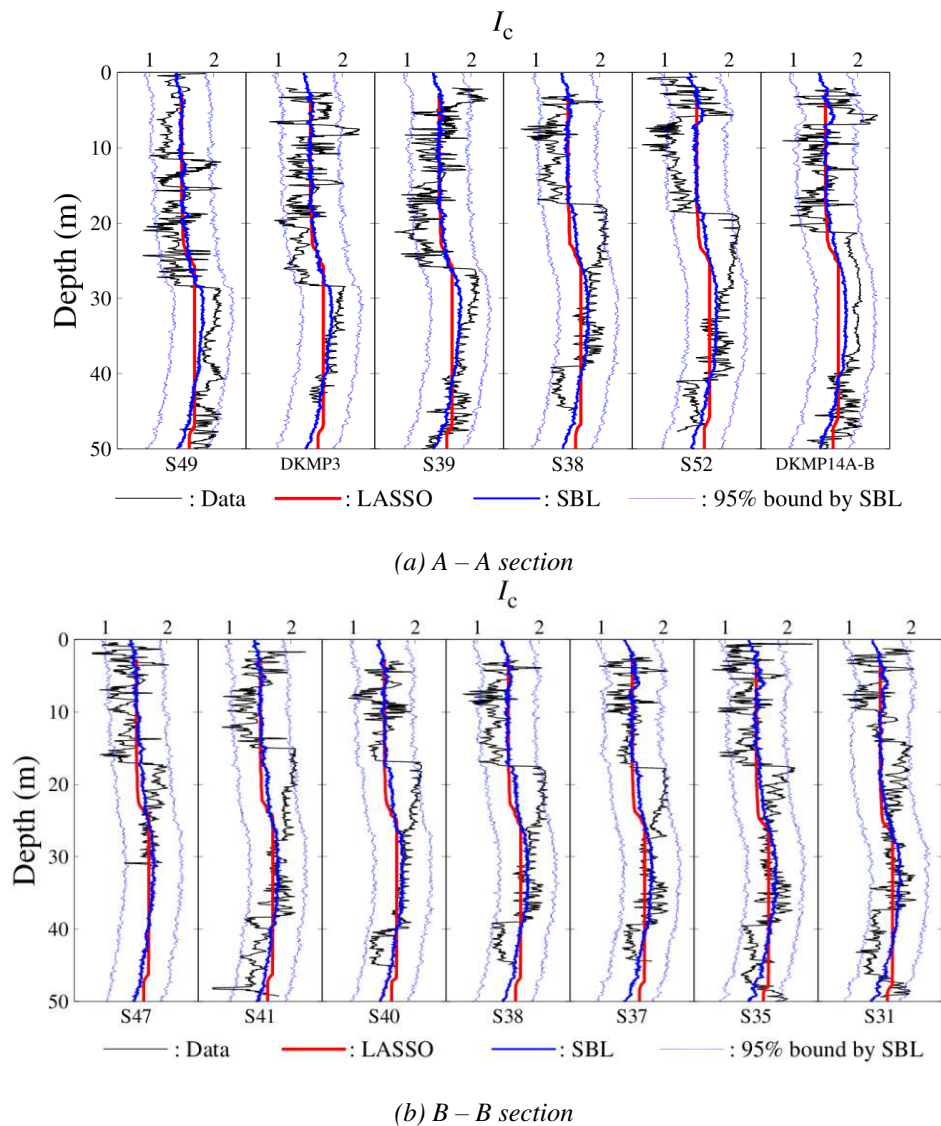 I_c
1 2 1 2 1 2 1 2 1 2 1 2
0
10
20
30
40
50
Depth (m)
S49 DKMP3 S39 S38 S52 DKMP14A-B
: Data : LASSO : SBL : 95% bound by SBL
(a) A – A section
I_c
1 2 1 2 1 2 1 2 1 2 1 2 1 2
0
10
20
30
40
50
Depth (m)
S47 S41 S40 S38 S37 S35 S31
: Data : LASSO : SBL : 95% bound by SBL
(b) B – B section